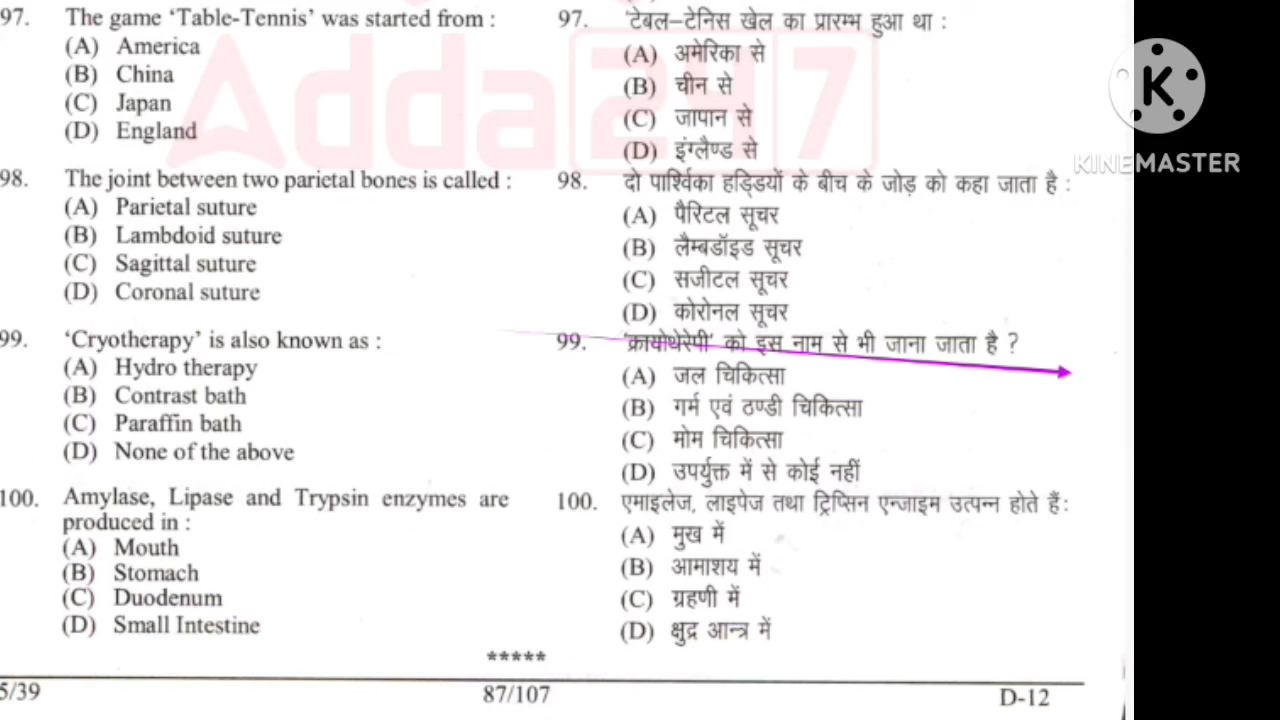 97. The game ‘Table-Tennis’ was started from :
(A) America
(B) China
(C) Japan
(D) England
98. The joint between two parietal bones is called :
(A) Parietal suture
(B) Lambdoid suture
(C) Sagittal suture
(D) Coronal suture
99. ‘Cryotherapy’ is also known as :
(A) Hydro therapy
(B) Contrast bath
(C) Paraffin bath
(D) None of the above
100. Amylase, Lipase and Trypsin enzymes are
produced in :
(A) Mouth
(B) Stomach
(C) Duodenum
(D) Small Intestine
97. ‘टेबल–टेनिस खेल का प्रारम्भ हुआ था :
(A) अमेरिका से
(B) चीन से
(C) जापान से
(D) इंग्लैण्ड से
98. दो पार्श्विका हड्डियों के बीच के जोड़ को कहा जाता है :
(A) पैरिटल सूचर
(B) लैम्बडॉइड सूचर
(C) सजीटल सूचर
(D) कोरोनल सूचर
99. ‘क्रायोथेरेपी’ को इस नाम से भी जाना जाता है ?
(A) जल चिकित्सा
(B) गर्म एवं ठण्डी चिकित्सा
(C) मोम चिकित्सा
(D) उपर्युक्त में से कोई नहीं
100. एमाइलेज, लाइपेज तथा ट्रिप्सिन एन्जाइम उत्पन्न होते हैं:
(A) मुख में
(B) आमाशय में
(C) ग्रहणी में
(D) क्षुद्र आन्त्र में
*****
5/39 87/107 D-12
Adda 247
K
KINEMASTER